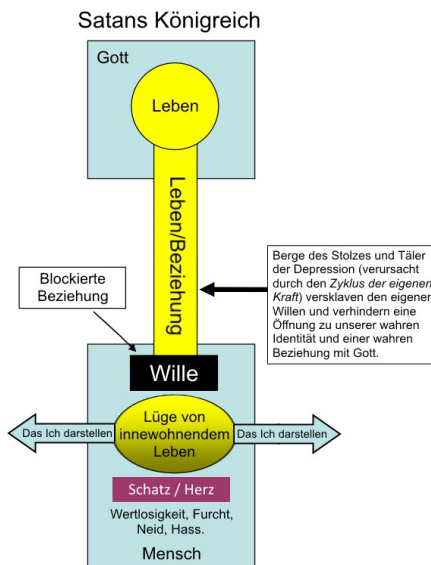 Satans Königreich
Gott
Leben
Leben/Beziehung
Berge des Stolzes und Täler
der Depression (verursacht
durch den Zyklus der eigenen
Kraft) versklaven den eigenen
Willen und verhindern eine
Öffnung zu unserer wahren
Identität und einer wahren
Beziehung mit Gott.
Blockierte
Beziehung
Wille
Das Ich darstellen
Lüge von
innewohnendem
Leben
Das Ich darstellen
Schatz / Herz
Wertlosigkeit, Furcht,
Neid, Hass.
Mensch